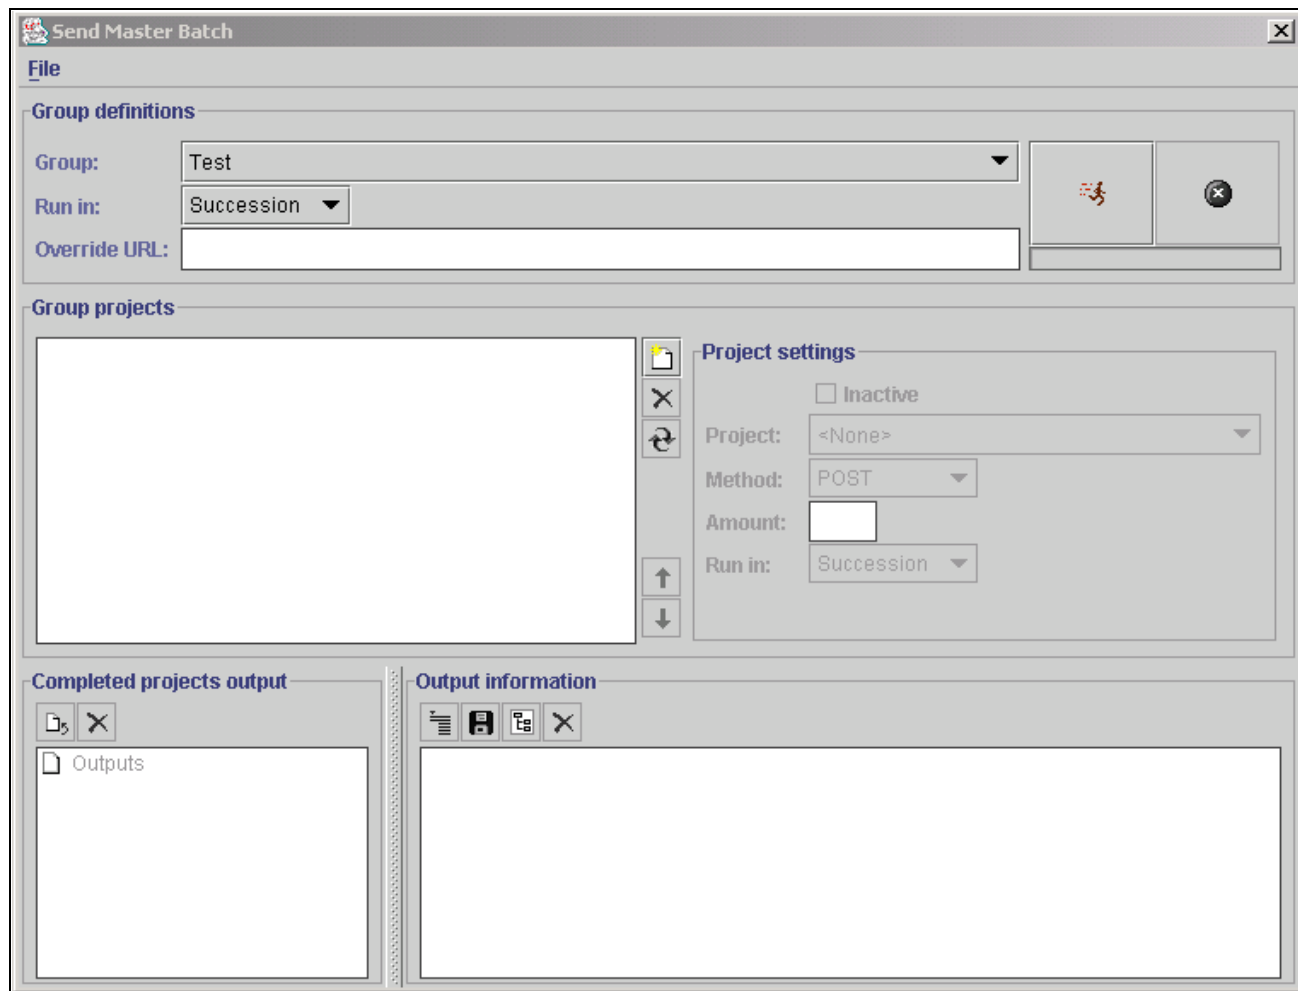 Send Master Batch
File
Group definitions
Group: Test
Run in: Succession
Override URL:
Group projects
Project settings
Inactive
Project: <None>
Method: POST
Amount:
Run in: Succession
Completed projects output
Output information
Outputs